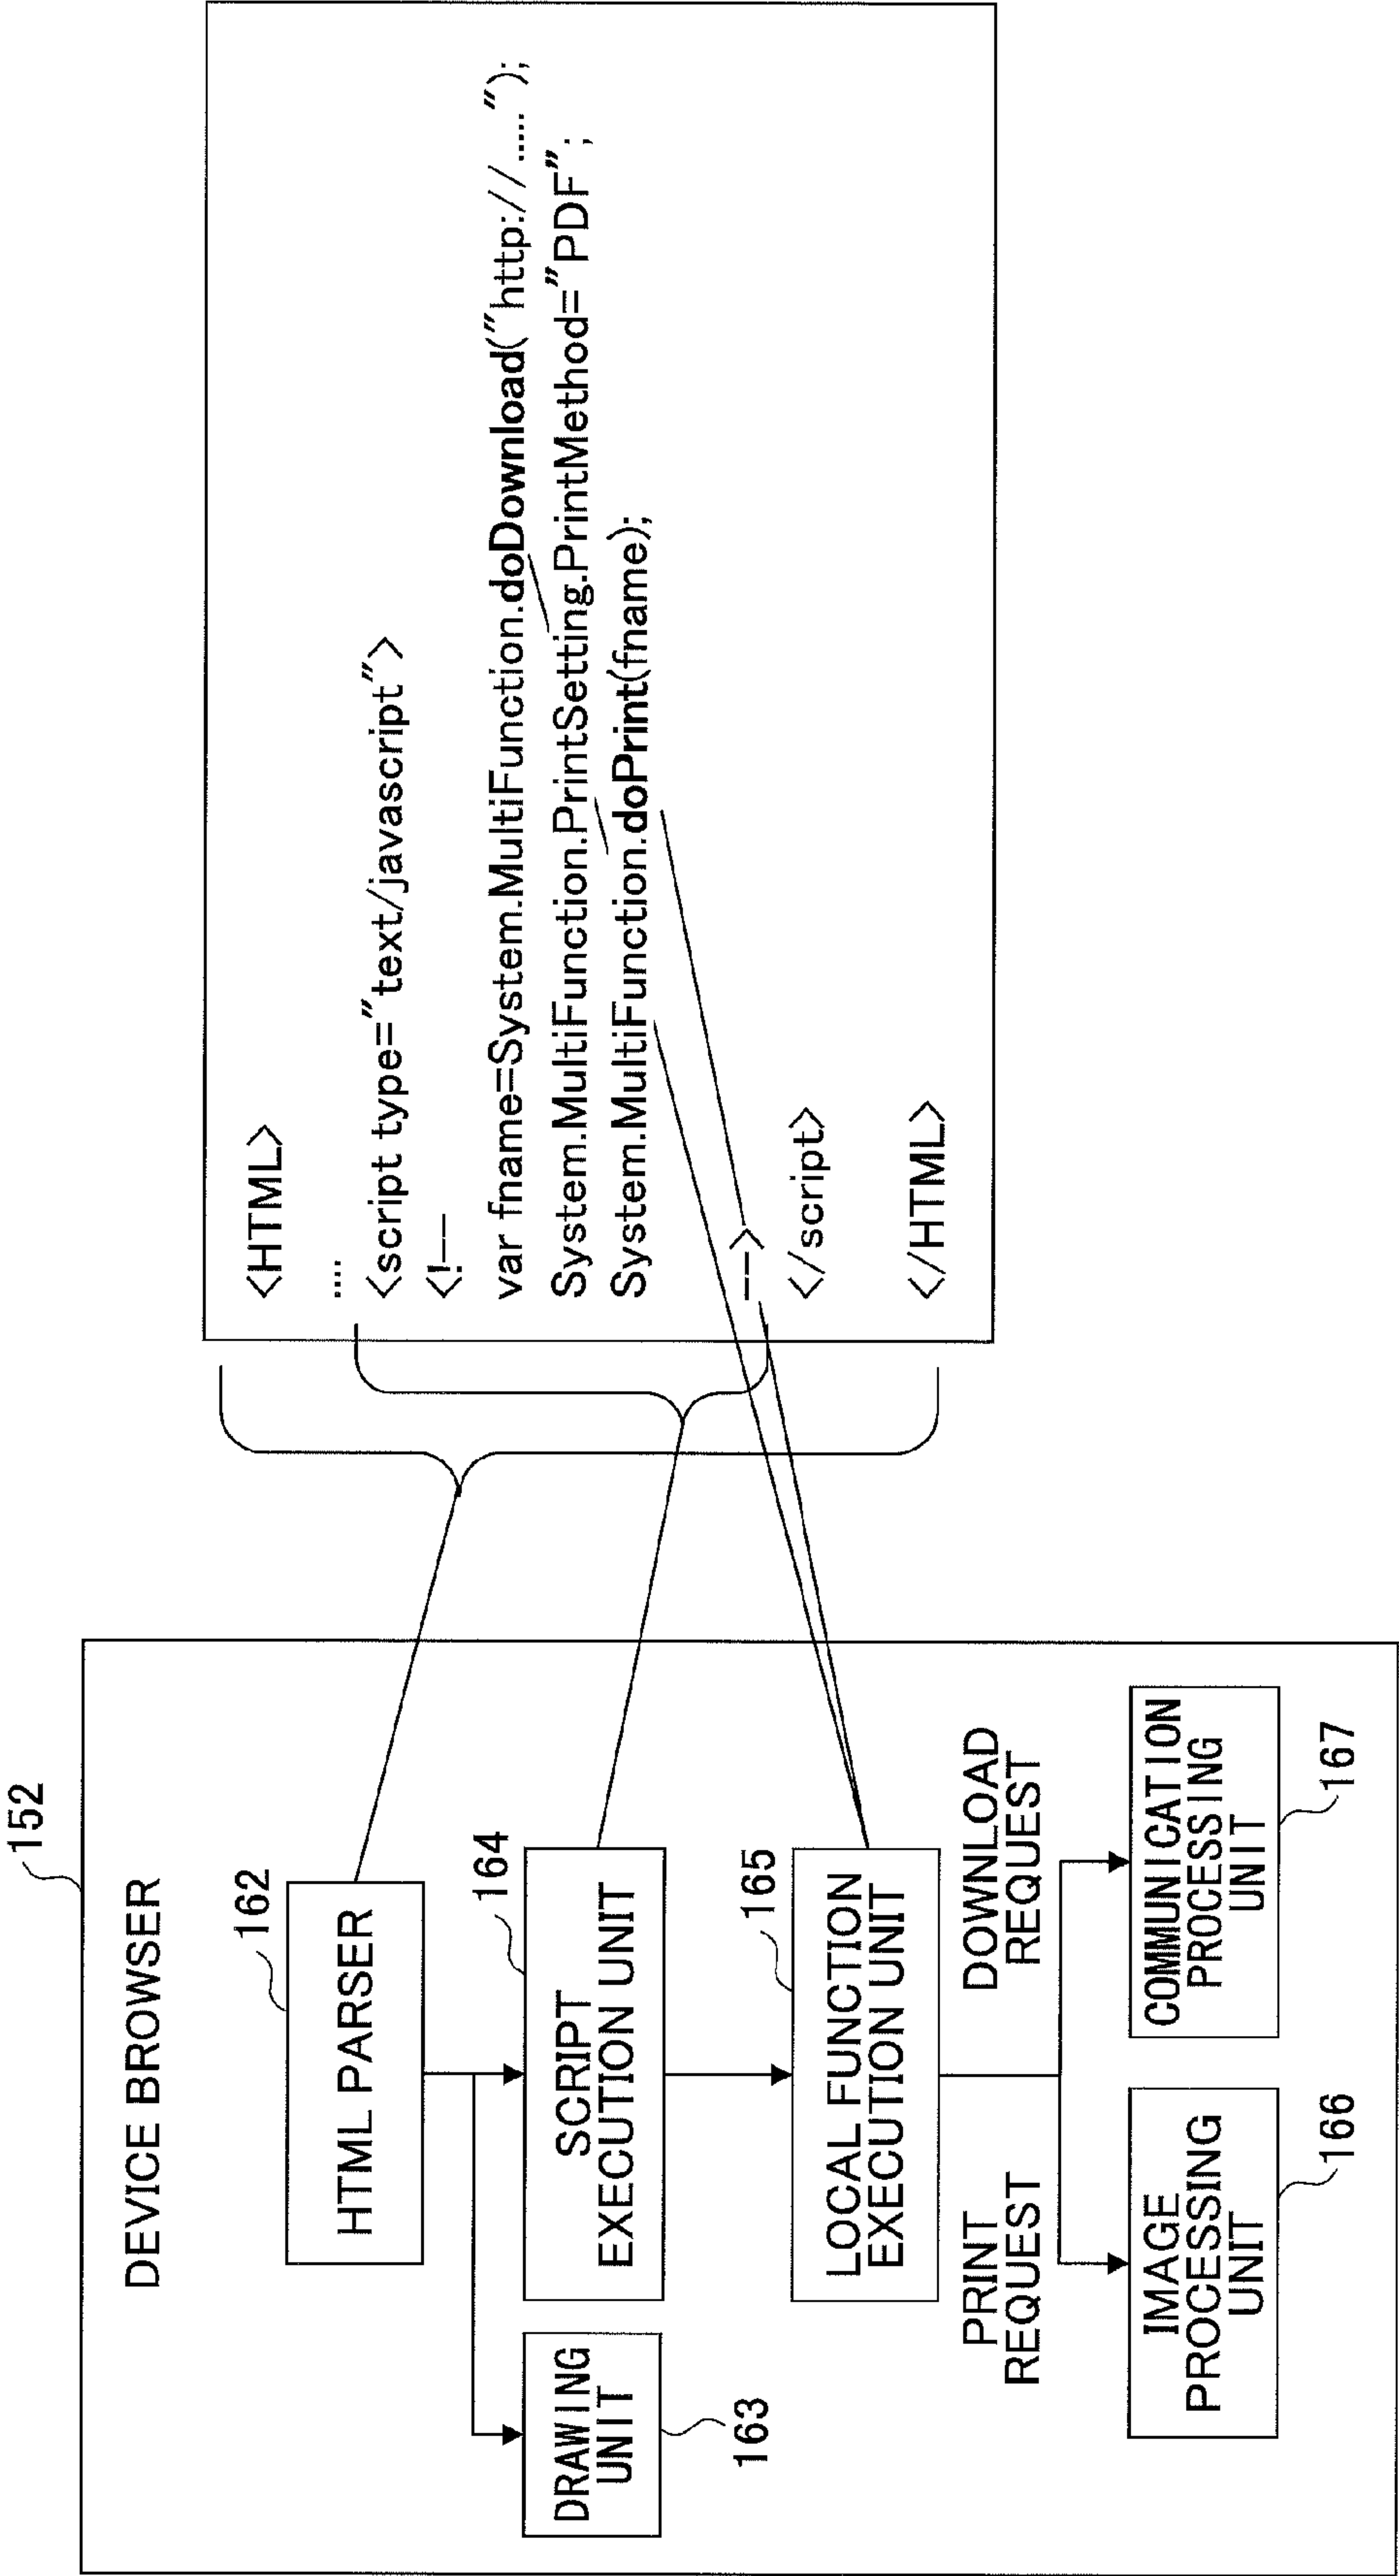 152
DEVICE BROWSER
162
HTML PARSER
164
SCRIPT
EXECUTION UNIT
DRAWING
UNIT
163
165
LOCAL FUNCTION
EXECUTION UNIT
PRINT
REQUEST
DOWNLOAD
REQUEST
IMAGE
PROCESSING
UNIT
166
COMMUNICATION
PROCESSING
UNIT
167
<HTML>
....
<script type="text/javascript">
<!--
var fname=System.MultiFunction.doDownload("http://.....");
System.MultiFunction.PrintSetting.PrintMethod="PDF";
System.MultiFunction.doPrint(fname);
-->
</script>
</HTML>